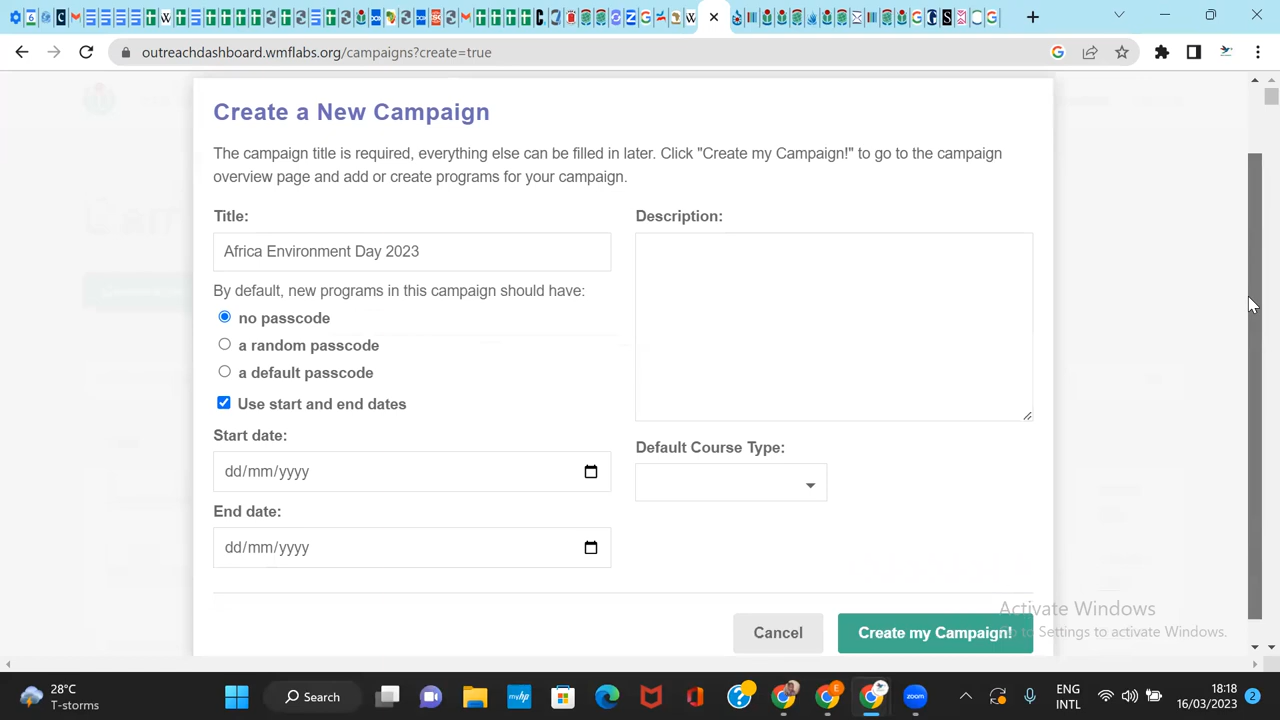 outreachdashboard.wmflabs.org/campaigns?create=true
Create a New Campaign
The campaign title is required, everything else can be filled in later. Click "Create my Campaign!" to go to the campaign
overview page and add or create programs for your campaign.
Title:
Africa Environment Day 2023
By default, new programs in this campaign should have:
no passcode
a random passcode
a default passcode
Use start and end dates
Start date:
dd/mm/yyyy
End date:
dd/mm/yyyy
Description:
Default Course Type:
Cancel
Create my Campaign!
Activate Windows
to Settings to activate Windows.
28°C
T-storms
Search
ENG
INTL
18:18
16/03/2023
2